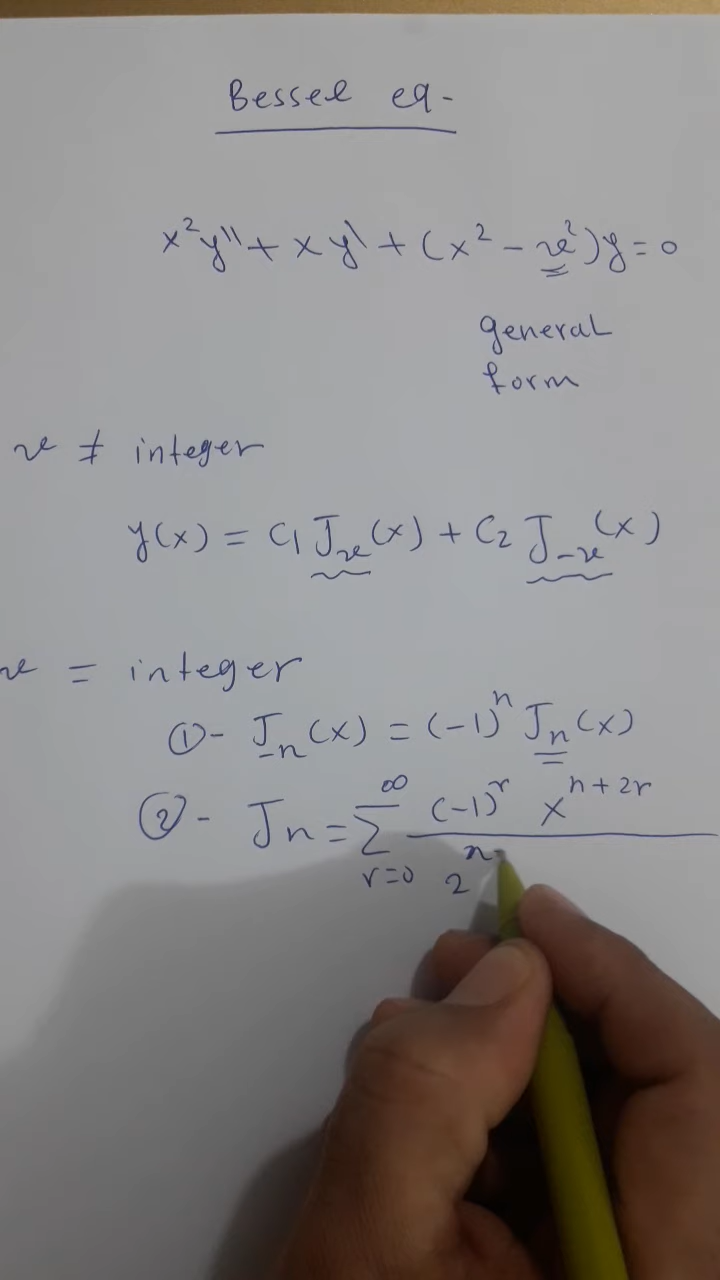 Bessel eq-
x²y'' + xy' + (x² - ν²)y = 0
general
form
ν ≠ integer
y(x) = C₁ J_ν(x) + C₂ J_-ν(x)
ν = integer
①- J_-n(x) = (-1)ⁿ J_n(x)
②- Jn = ∑_{r=0}^{∞} (-1)^r x^{n+2r} / 2^n